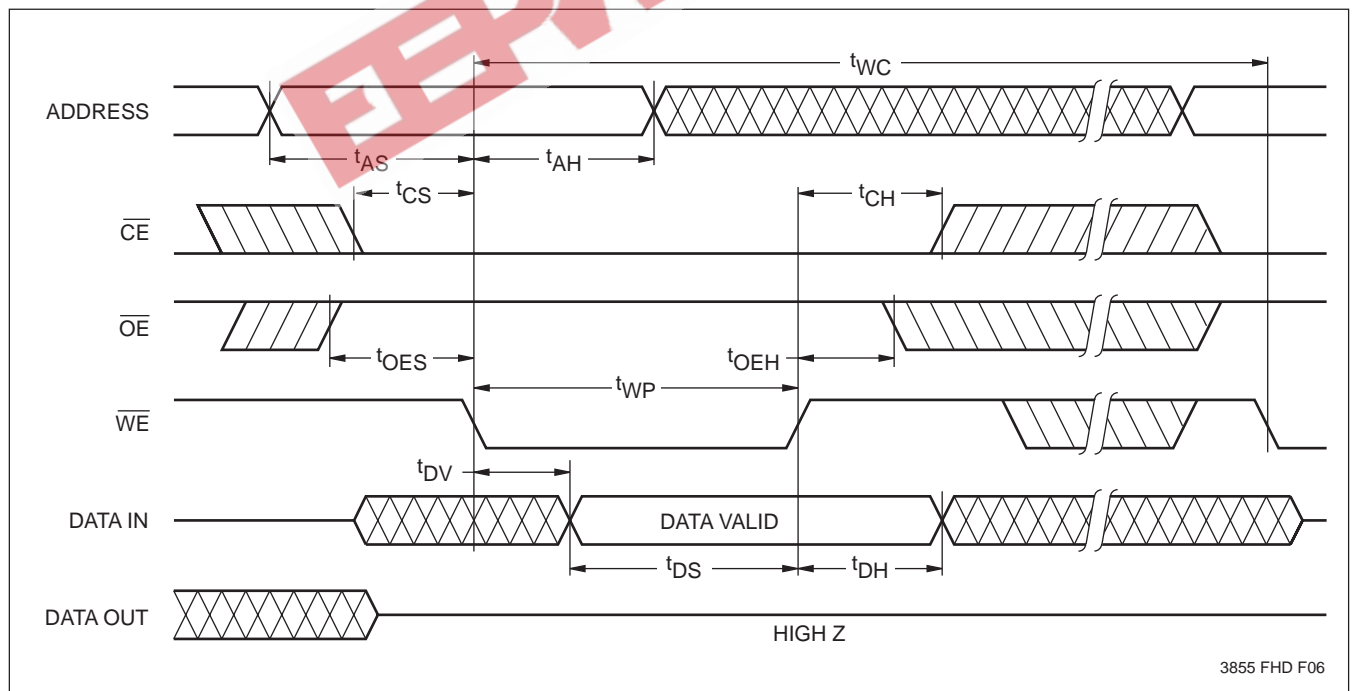 tWC
ADDRESS
tAS
tAH
tCS
tCH
CE
OE
tOES
tOEH
tWP
WE
tDV
DATA IN
DATA VALID
tDS
tDH
DATA OUT
HIGH Z
3855 FHD F06